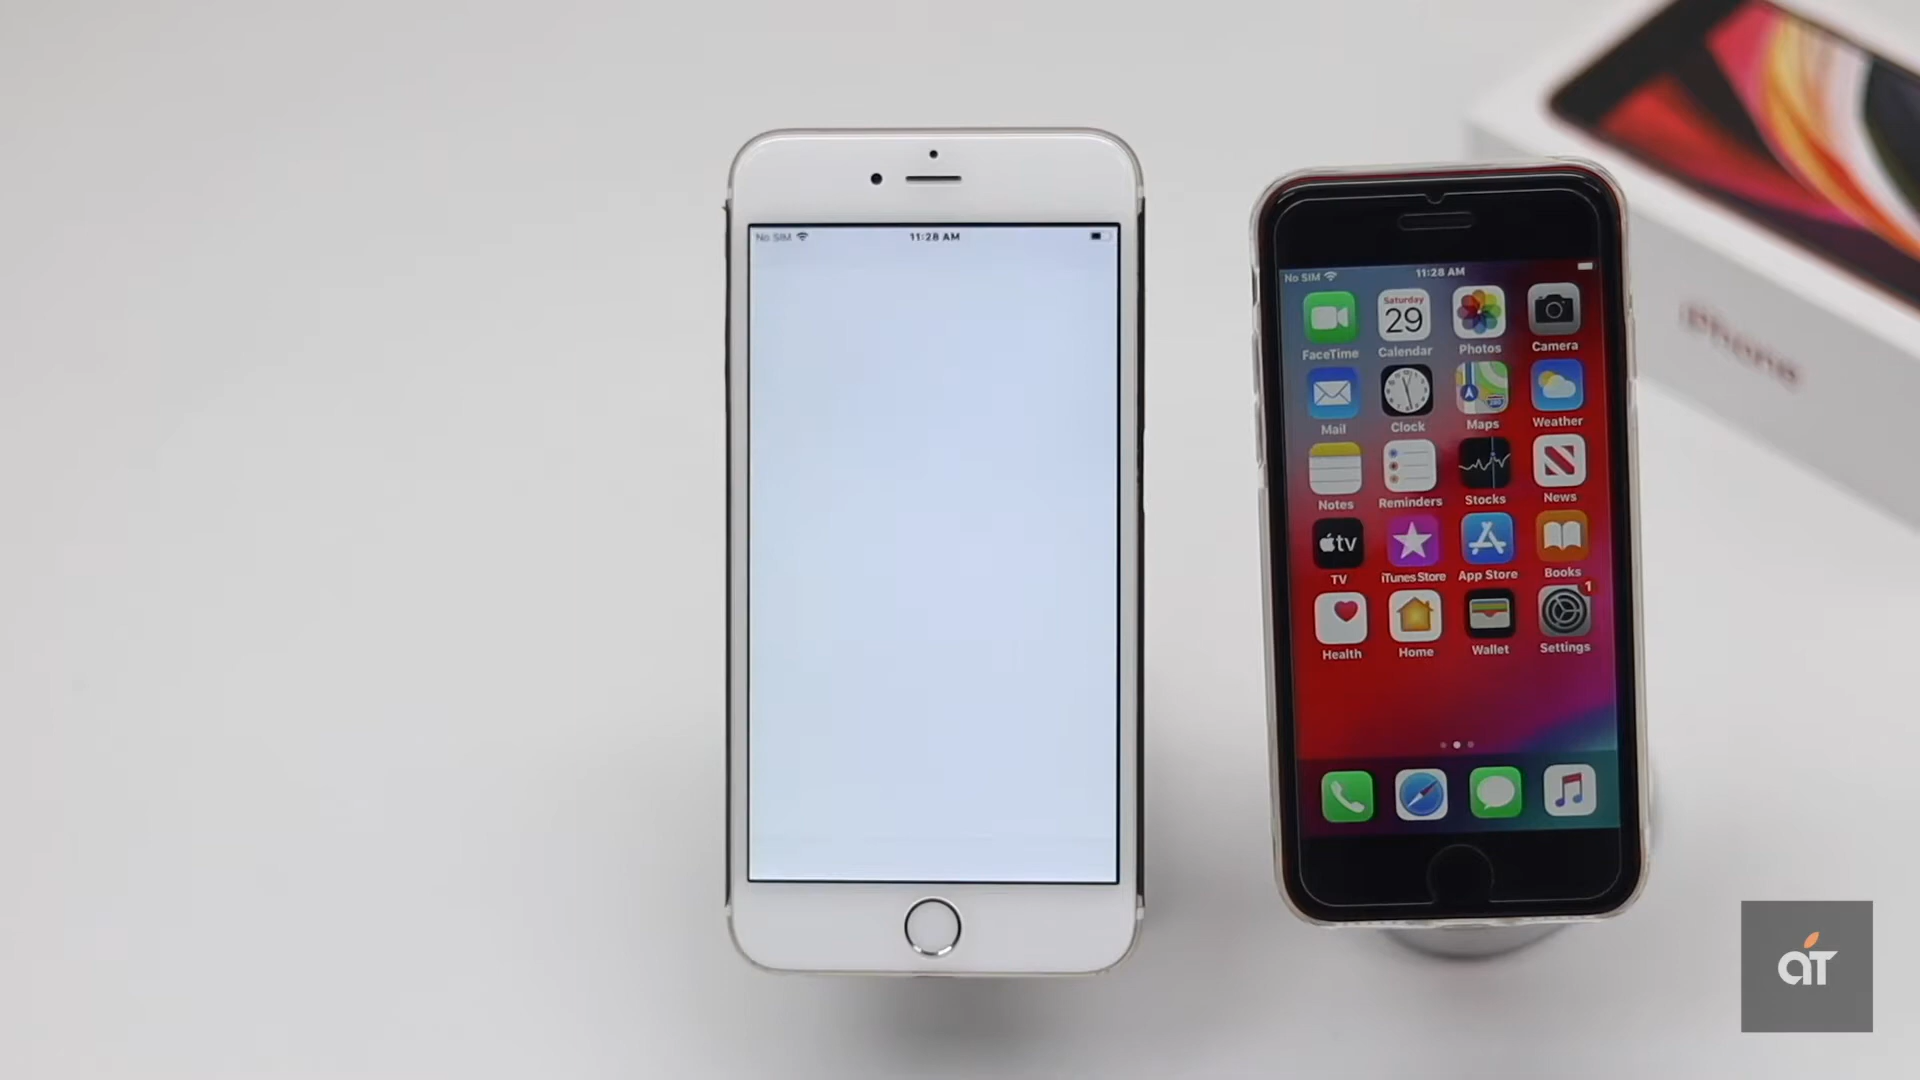 No SIM 11:28 AM
No SIM 11:28 AM
Saturday
29
FaceTime Calendar Photos Camera
Mail Clock Maps Weather
Notes Reminders Stocks News
tv
1
TV iTunes Store App Store Books
Health Home Wallet Settings
iPhone
aT